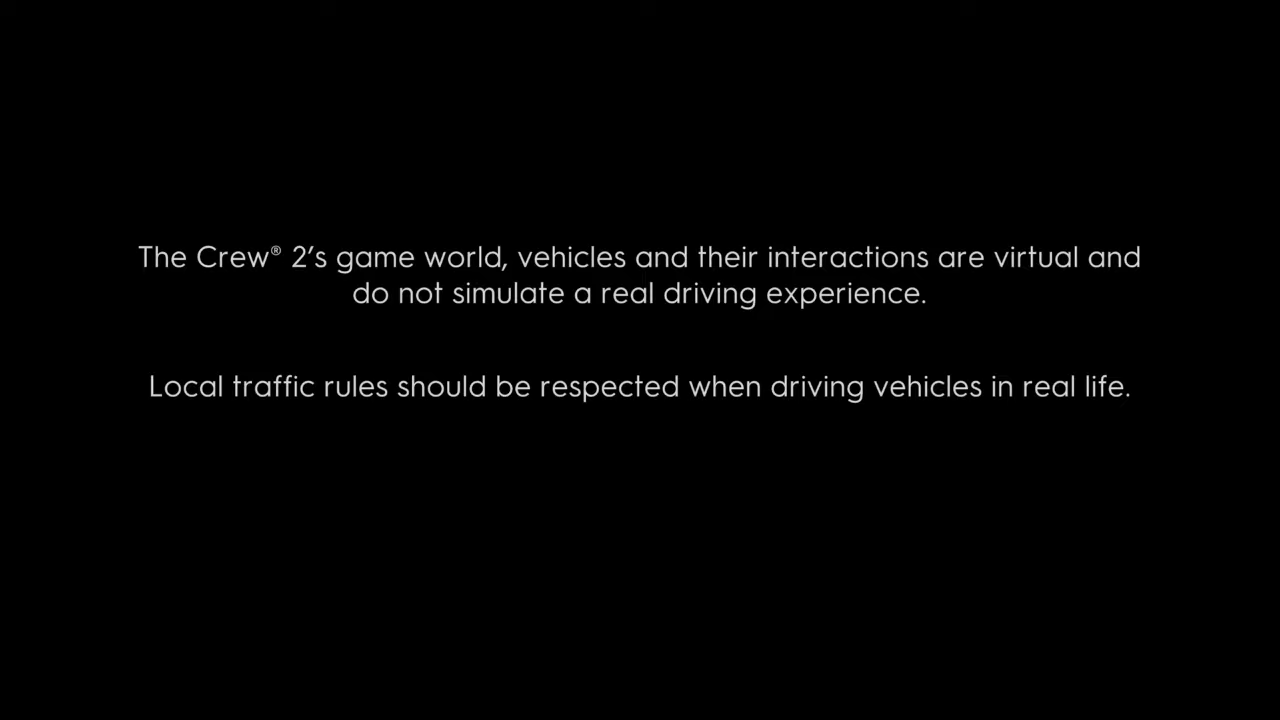 The Crew® 2's game world, vehicles and their interactions are virtual and
do not simulate a real driving experience.
Local traffic rules should be respected when driving vehicles in real life.